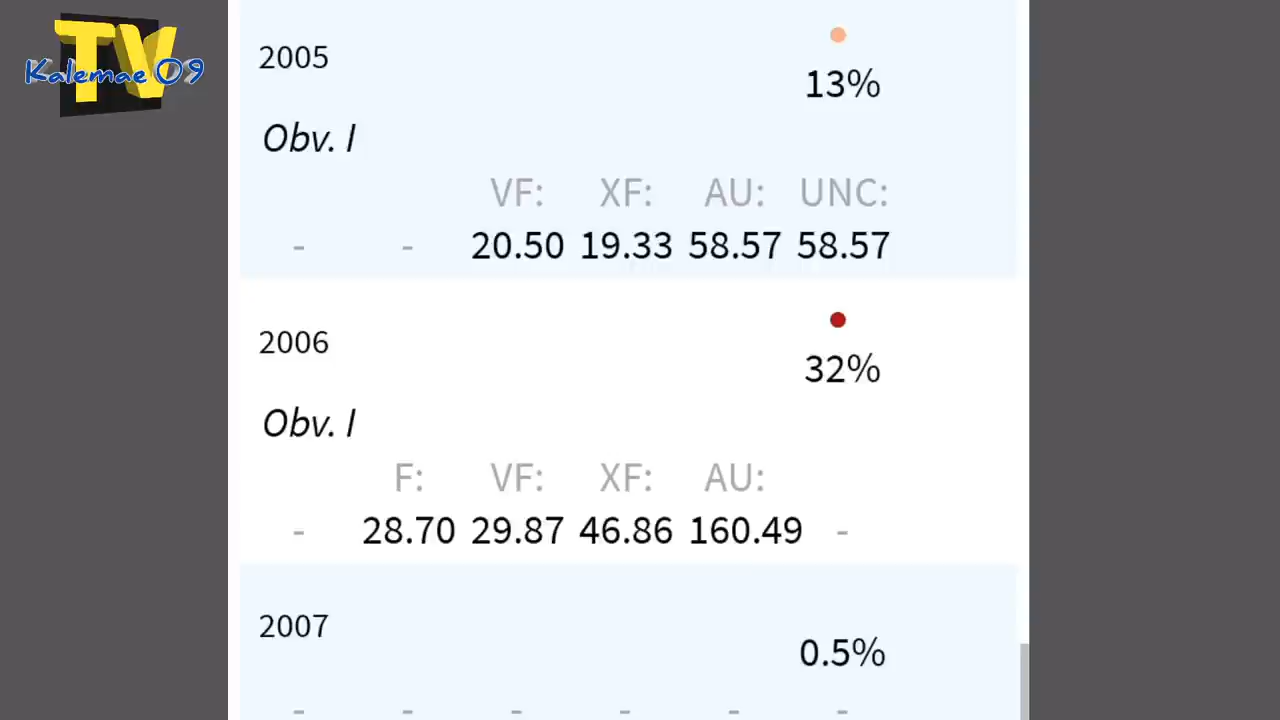 TV
Kalemae 09
2005
13%
Obv. I
VF: XF: AU: UNC:
- - 20.50 19.33 58.57 58.57
2006
32%
Obv. I
F: VF: XF: AU:
- 28.70 29.87 46.86 160.49 -
2007
0.5%
- - - - - -